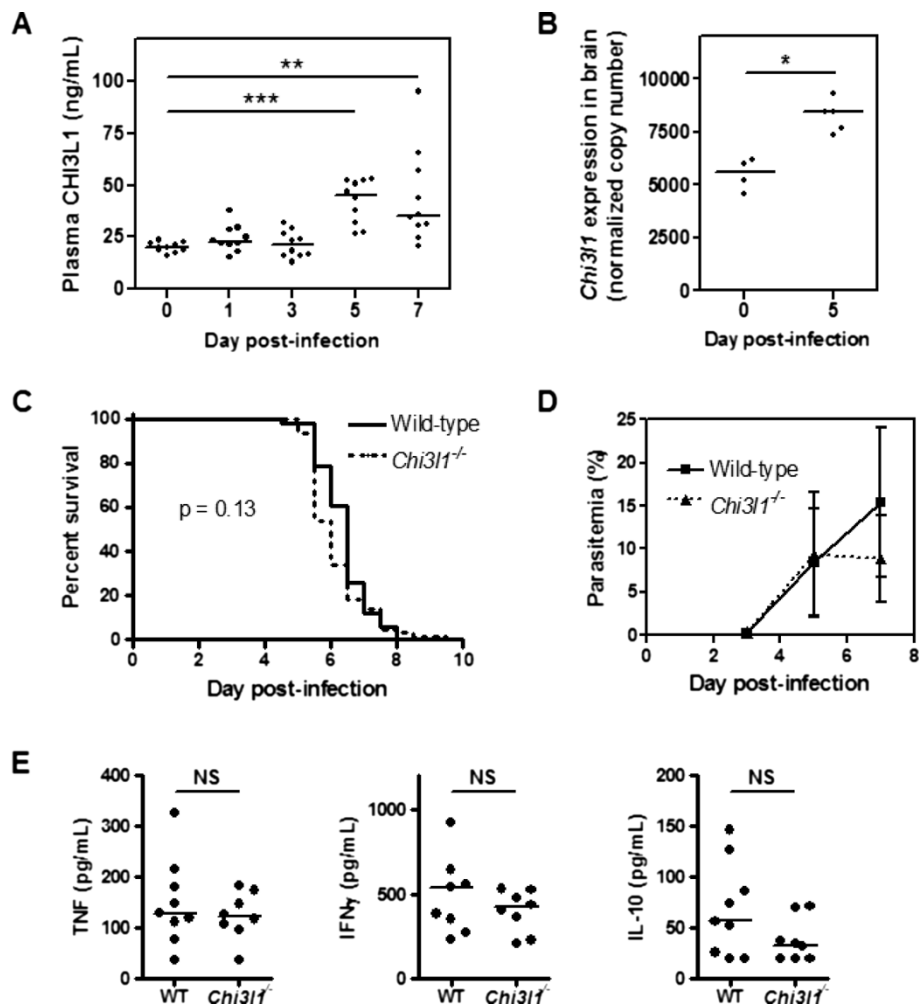 A
Plasma CHI3L1 (ng/mL)
100
75
50
25
0
**
***
0 1 3 5 7
Day post-infection
B
Chi3l1 expression in brain
(normalized copy number)
10000
7500
5000
2500
0
*
0 5
Day post-infection
C
Percent survival
100
80
60
40
20
0
Wild-type
Chi3l1-/-
p = 0.13
0 2 4 6 8 10
Day post-infection
D
Parasitemia (%)
25
20
15
10
5
0
Wild-type
Chi3l1-/-
0 2 4 6 8
Day post-infection
E
TNF (pg/mL)
400
300
200
100
0
NS
WT Chi3l1-/-
IFNγ (pg/mL)
1000
500
0
NS
WT Chi3l1-/-
IL-10 (pg/mL)
200
150
100
50
0
NS
WT Chi3l1-/-